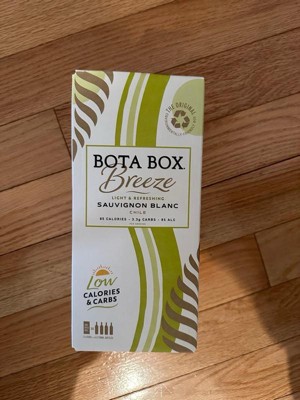 THE ORIGINAL
BOTA BOX
Breeze
LIGHT & REFRESHING
SAUVIGNON BLANC
CHILE
Low
CALORIES
& CARBS